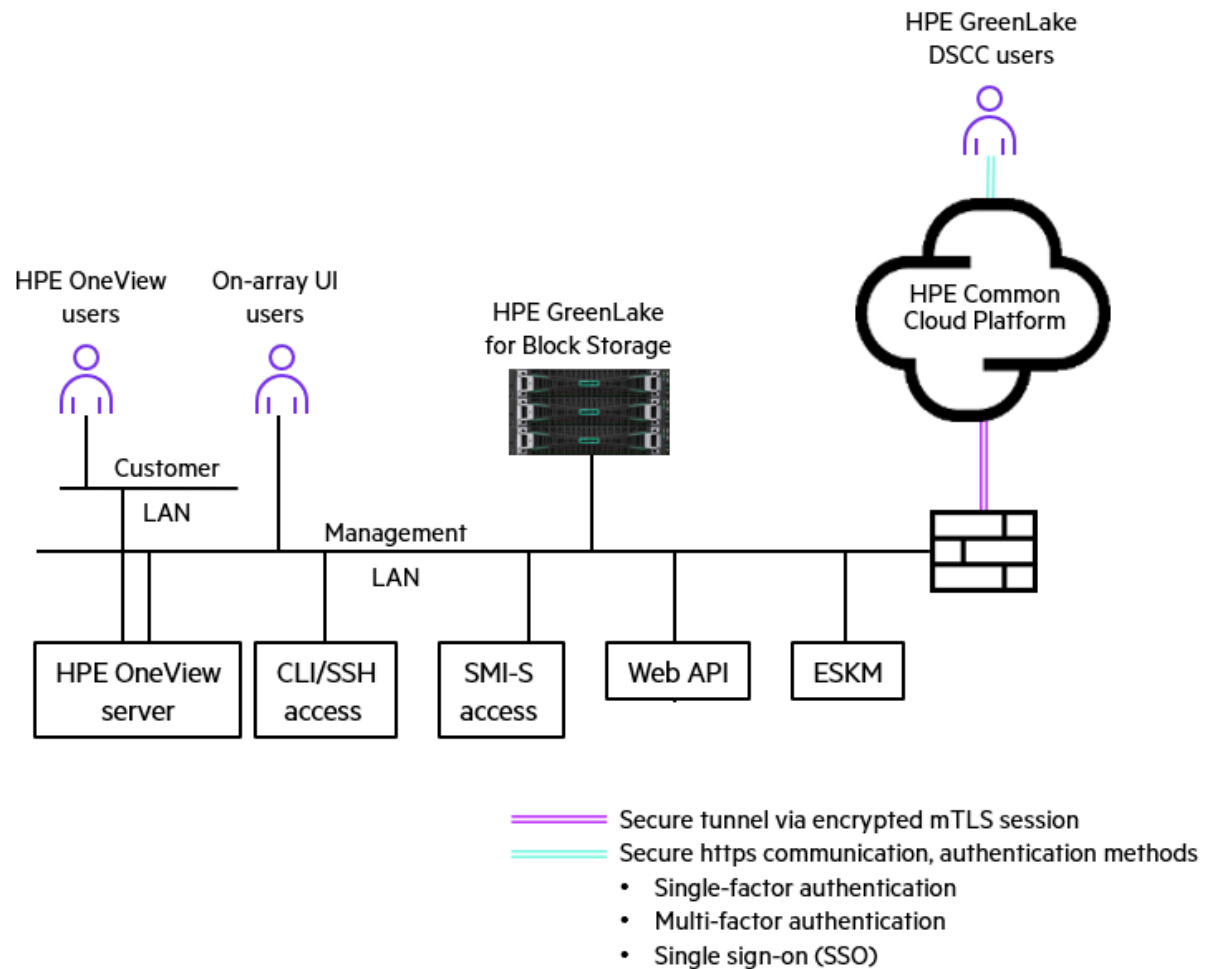 HPE GreenLake
DSCC users
HPE Common
Cloud Platform
HPE OneView
users
On-array UI
users
HPE GreenLake
for Block Storage
Customer
LAN
Management
LAN
HPE OneView
server
CLI/SSH
access
SMI-S
access
Web API
ESKM
Secure tunnel via encrypted mTLS session
Secure https communication, authentication methods
• Single-factor authentication
• Multi-factor authentication
• Single sign-on (SSO)